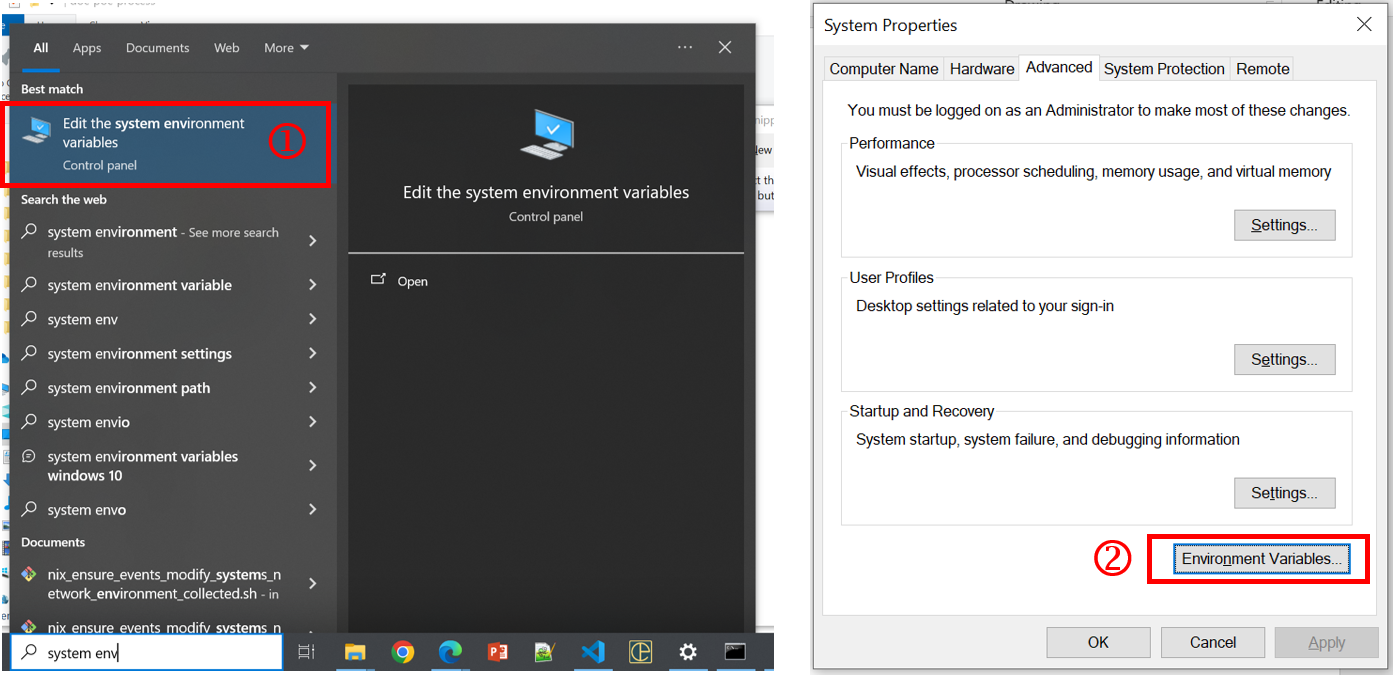 doc-pdc-process
All Apps Documents Web More
Best match
Edit the system environment
variables
Control panel
①
Search the web
system environment - See more search
results
system environment variable
system env
system environment settings
system environment path
system envio
system environment variables
windows 10
system envo
Documents
nix_ensure_events_modify_systems_n
etwork_environment_collected.sh - in
nix_ensure_events_modify_systems_n
system env
Edit the system environment variables
Control panel
Open
System Properties
Computer Name Hardware Advanced System Protection Remote
You must be logged on as an Administrator to make most of these changes.
Performance
Visual effects, processor scheduling, memory usage, and virtual memory
Settings...
User Profiles
Desktop settings related to your sign-in
Settings...
Startup and Recovery
System startup, system failure, and debugging information
Settings...
② Environment Variables...
OK Cancel Apply